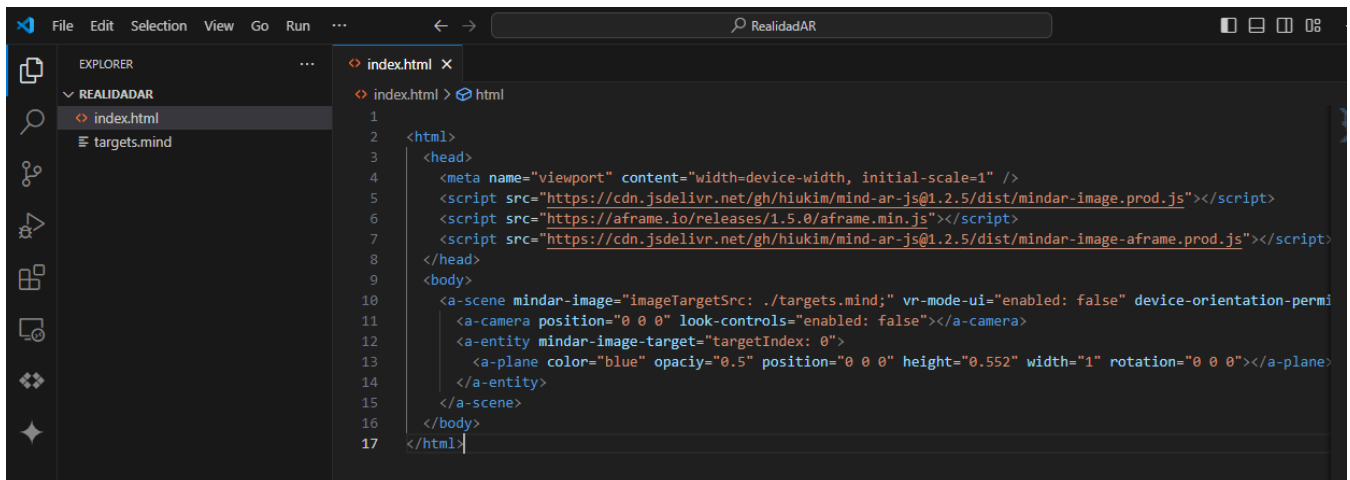 File Edit Selection View Go Run ··· ← → RealidadAR
EXPLORER ···
REALIDADAR
index.html
targets.mind
index.html ×
index.html > html
1
2 <html>
3 <head>
4 <meta name="viewport" content="width=device-width, initial-scale=1" />
5 <script src="https://cdn.jsdelivr.net/gh/hiukim/mind-ar-js@1.2.5/dist/mindar-image.prod.js"></script>
6 <script src="https://aframe.io/releases/1.5.0/aframe.min.js"></script>
7 <script src="https://cdn.jsdelivr.net/gh/hiukim/mind-ar-js@1.2.5/dist/mindar-image-aframe.prod.js"></script>
8 </head>
9 <body>
10 <a-scene mindar-image="imageTargetSrc: ./targets.mind;" vr-mode-ui="enabled: false" device-orientation-permi
11 <a-camera position="0 0 0" look-controls="enabled: false"></a-camera>
12 <a-entity mindar-image-target="targetIndex: 0">
13 <a-plane color="blue" opaciy="0.5" position="0 0 0" height="0.552" width="1" rotation="0 0 0"></a-plane>
14 </a-entity>
15 </a-scene>
16 </body>
17 </html>